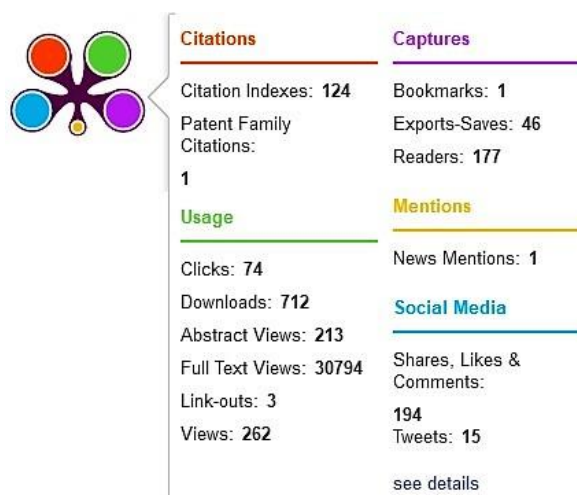 Citations
Citation Indexes: 124
Patent Family
Citations:
1
Usage
Clicks: 74
Downloads: 712
Abstract Views: 213
Full Text Views: 30794
Link-outs: 3
Views: 262
Captures
Bookmarks: 1
Exports-Saves: 46
Readers: 177
Mentions
News Mentions: 1
Social Media
Shares, Likes &
Comments:
194
Tweets: 15
see details